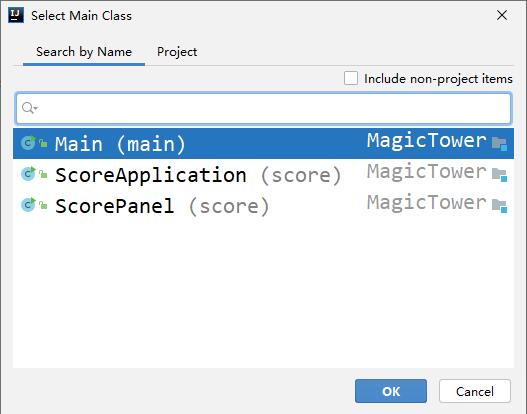 Select Main Class
Search by Name Project
Include non-project items
Main (main) MagicTower
ScoreApplication (score) MagicTower
ScorePanel (score) MagicTower
OK Cancel